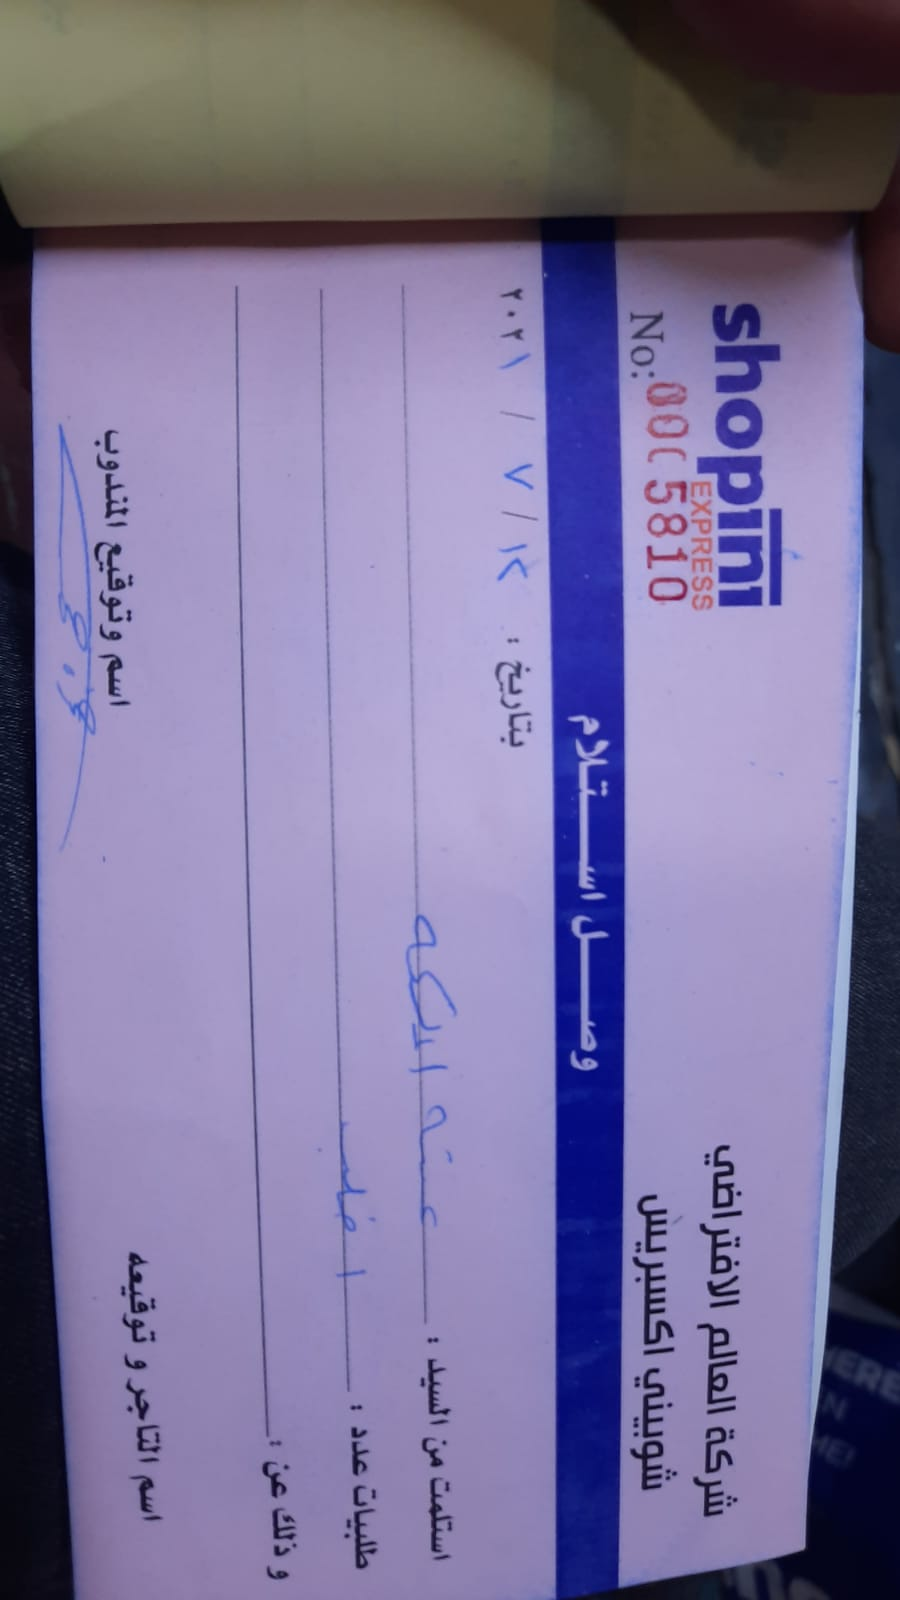 شركة العالم الافتراضي
شوبيني اكسبريس
shopini
EXPRESS
No: 00 5810
وصل استلام
بتاريخ : / ٧ / ٢٠٢١
استلمت من السيد :
طلبيات عدد : ١
و ذلك عن :
اسم التاجر و توقيعه
اسم وتوقيع المندوب